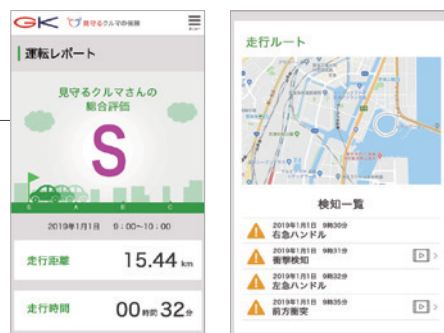 GK 見守るクルマの保険
運転レポート
見守るクルマさんの
総合評価
S
S A B C
2019年1月1日 9:00~10:00
走行距離 15.44 km
走行時間 00時間 32分
走行ルート
検知一覧
2019年1月1日 9時30分
右急ハンドル
2019年1月1日 9時31分
衝撃検知
2019年1月1日 9時32分
左急ハンドル
2019年1月1日 9時35分
前方衝突